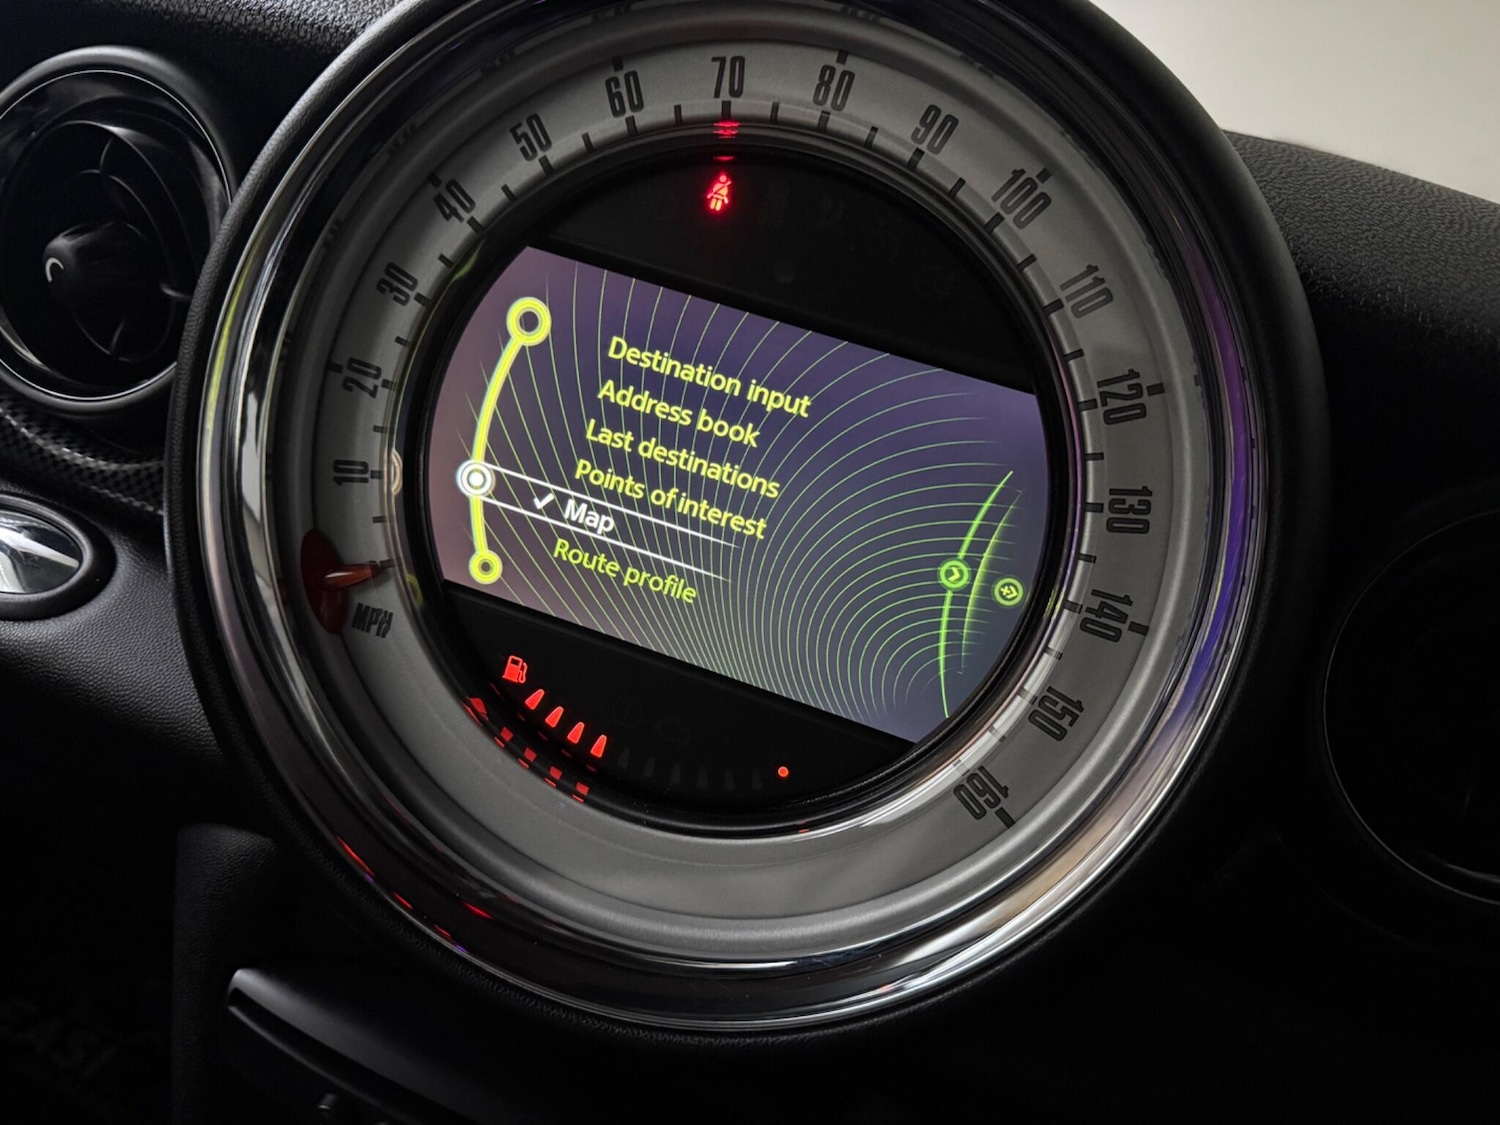 10
20
30
40
50
60
70
80
90
100
110
120
130
140
150
160
MPH
Destination input
Address book
Last destinations
Points of interest
✓ Map
Route profile